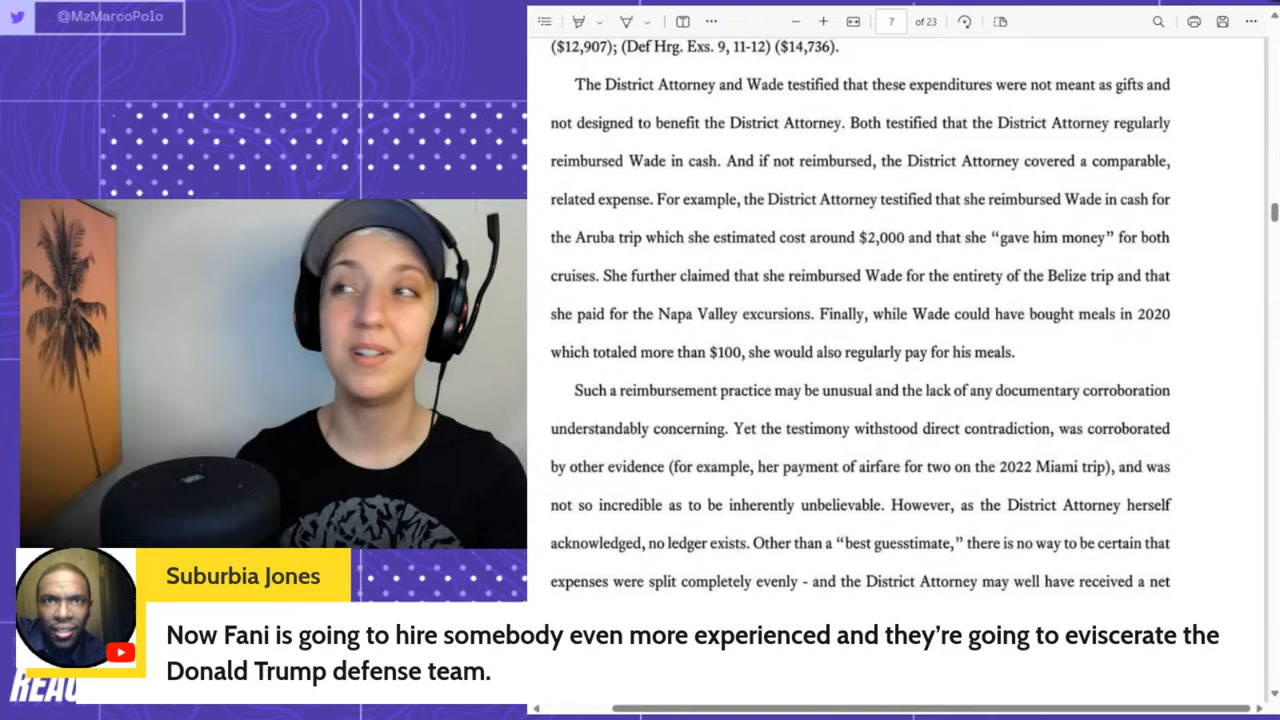 @MzMarcoPolo
7 of 23
($12,907); (Def Hrg. Exs. 9, 11-12) ($14,736).
The District Attorney and Wade testified that these expenditures were not meant as gifts and
not designed to benefit the District Attorney. Both testified that the District Attorney regularly
reimbursed Wade in cash. And if not reimbursed, the District Attorney covered a comparable,
related expense. For example, the District Attorney testified that she reimbursed Wade in cash for
the Aruba trip which she estimated cost around $2,000 and that she “gave him money” for both
cruises. She further claimed that she reimbursed Wade for the entirety of the Belize trip and that
she paid for the Napa Valley excursions. Finally, while Wade could have bought meals in 2020
which totaled more than $100, she would also regularly pay for his meals.
Such a reimbursement practice may be unusual and the lack of any documentary corroboration
understandably concerning. Yet the testimony withstood direct contradiction, was corroborated
by other evidence (for example, her payment of airfare for two on the 2022 Miami trip), and was
not so incredible as to be inherently unbelievable. However, as the District Attorney herself
acknowledged, no ledger exists. Other than a “best guesstimate,” there is no way to be certain that
expenses were split completely evenly - and the District Attorney may well have received a net
Suburbia Jones
Now Fani is going to hire somebody even more experienced and they’re going to eviscerate the
Donald Trump defense team.